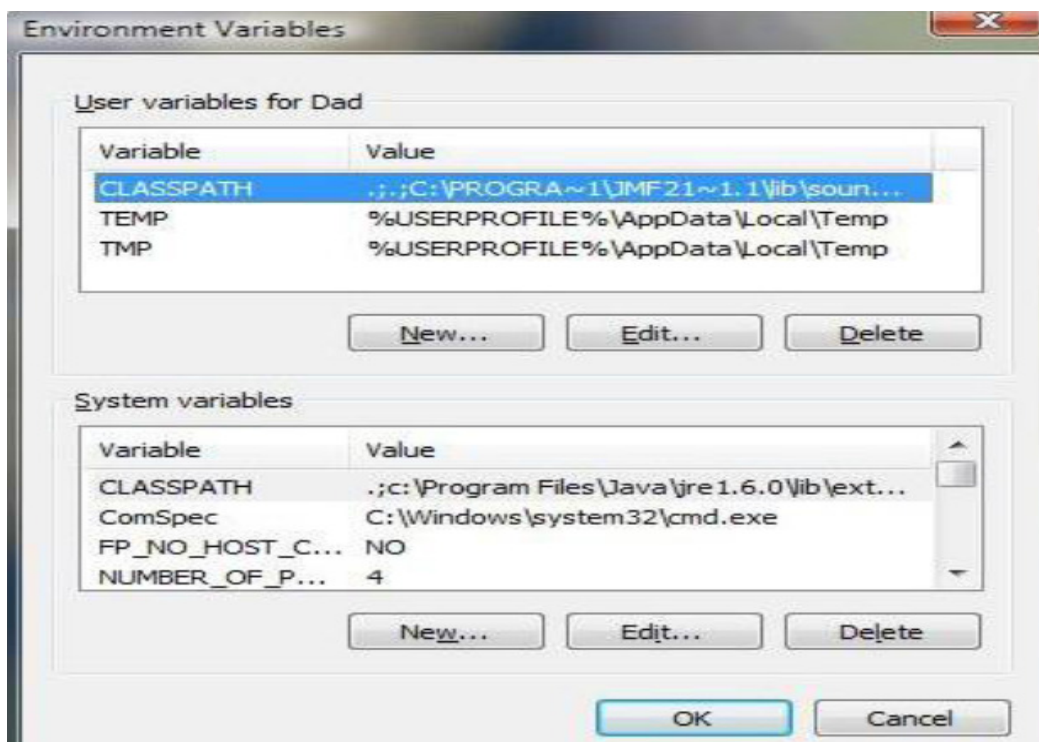 Environment Variables
User variables for Dad
Variable Value
CLASSPATH .;.;C:\PROGRA~1\JMF21~1.1\lib\soun...
TEMP %USERPROFILE%\AppData\Local\Temp
TMP %USERPROFILE%\AppData\Local\Temp
New... Edit... Delete
System variables
Variable Value
CLASSPATH .;c:\Program Files\Java\jre1.6.0\lib\ext...
ComSpec C:\Windows\system32\cmd.exe
FP_NO_HOST_C... NO
NUMBER_OF_P... 4
New... Edit... Delete
OK Cancel